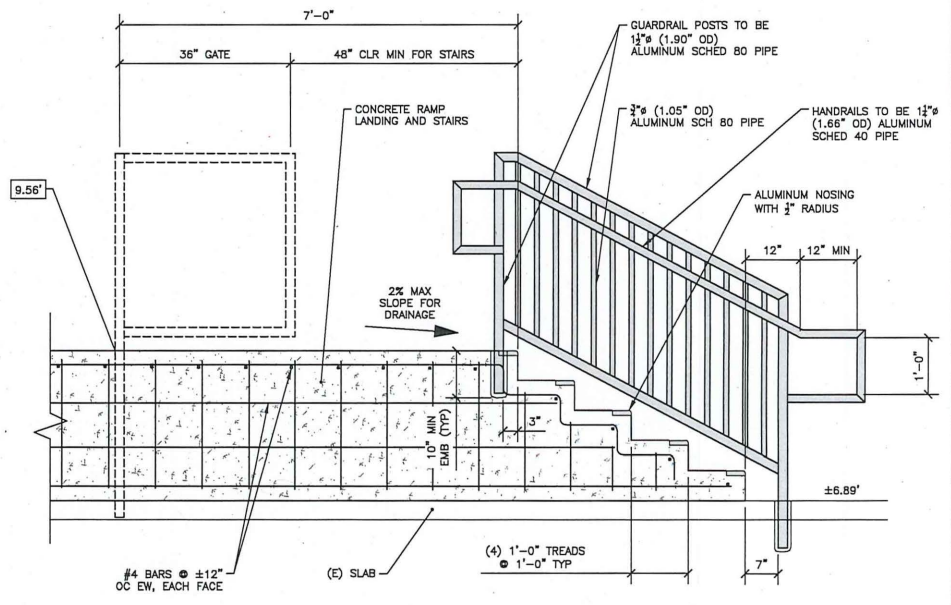 7'-0"
36" GATE
48" CLR MIN FOR STAIRS
GUARDRAIL POSTS TO BE
1½"ø (1.90" OD)
ALUMINUM SCHED 80 PIPE
CONCRETE RAMP
LANDING AND STAIRS
¾"ø (1.05" OD)
ALUMINUM SCH 80 PIPE
HANDRAILS TO BE 1¼"ø
(1.66" OD) ALUMINUM
SCHED 40 PIPE
9.56'
ALUMINUM NOSING
WITH ½" RADIUS
12"
12" MIN
2% MAX
SLOPE FOR
DRAINAGE
1'-0"
10" MIN
EMB (TYP)
3"
±6.89'
#4 BARS @ ±12"
OC EW, EACH FACE
(E) SLAB
(4) 1'-0" TREADS
@ 1'-0" TYP
7"